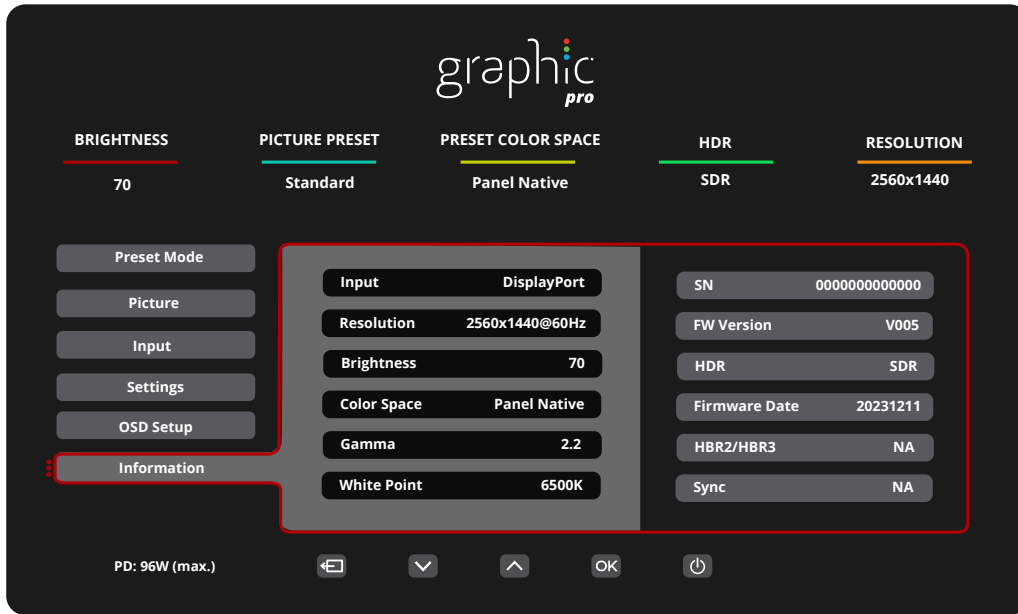 graphic
pro
BRIGHTNESS PICTURE PRESET PRESET COLOR SPACE HDR RESOLUTION
70 Standard Panel Native SDR 2560x1440
Preset Mode
Picture
Input
Settings
OSD Setup
Information
Input DisplayPort
Resolution 2560x1440@60Hz
Brightness 70
Color Space Panel Native
Gamma 2.2
White Point 6500K
SN 0000000000000
FW Version V005
HDR SDR
Firmware Date 20231211
HBR2/HBR3 NA
Sync NA
PD: 96W (max.) OK